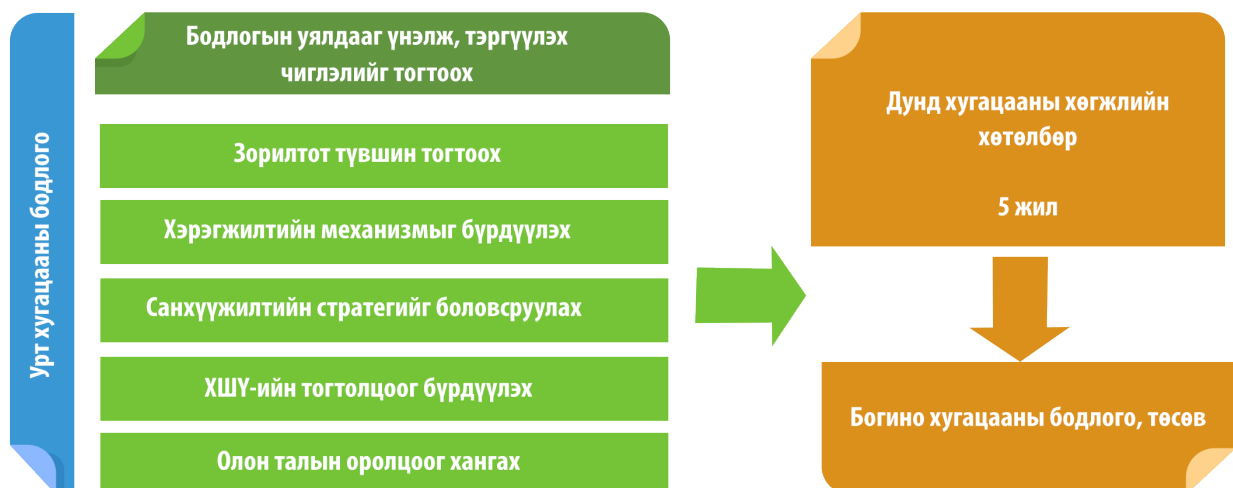 Урт хугацааны бодлого
Бодлогын уялдааг үнэлж, тэргүүлэх
чиглэлийг тогтоох
Зорилтот түвшин тогтоох
Хэрэгжилтийн механизмыг бүрдүүлэх
Санхүүжилтийн стратегийг боловсруулах
ХШҮ-ийн тогтолцоог бүрдүүлэх
Олон талын оролцоог хангах
Дунд хугацааны хөгжлийн
хөтөлбөр
5 жил
Богино хугацааны бодлого, төсөв